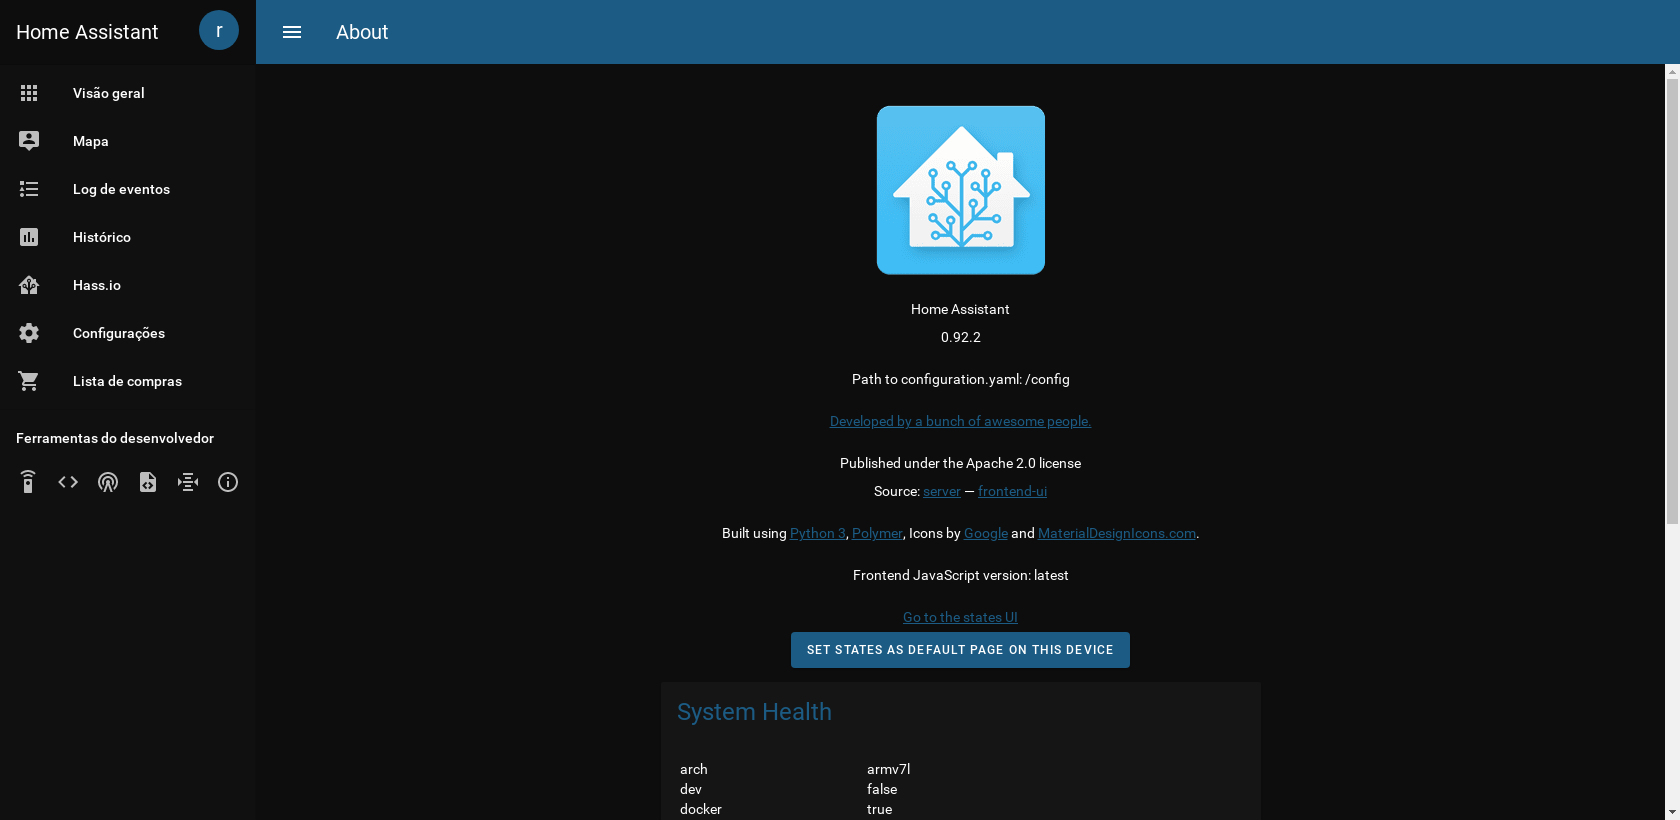 Home Assistant
r
About
Visão geral
Mapa
Log de eventos
Histórico
Hass.io
Configurações
Lista de compras
Ferramentas do desenvolvedor
Home Assistant
0.92.2
Path to configuration.yaml: /config
Developed by a bunch of awesome people.
Published under the Apache 2.0 license
Source: server — frontend-ui
Built using Python 3, Polymer, Icons by Google and MaterialDesignIcons.com.
Frontend JavaScript version: latest
Go to the states UI
SET STATES AS DEFAULT PAGE ON THIS DEVICE
System Health
arch armv7l
dev false
docker true